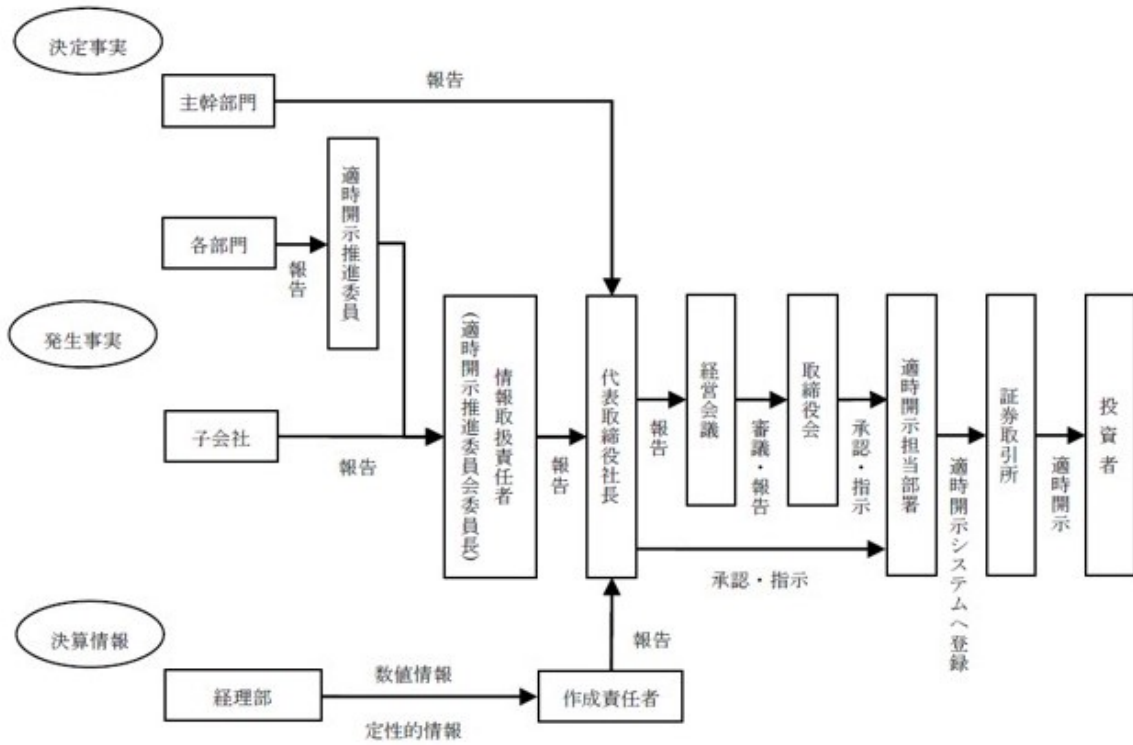 決定事実
主幹部門
報告
各部門
報告
適時開示推進委員
発生事実
子会社
報告
情報取扱責任者
(適時開示推進委員会委員長)
報告
代表取締役社長
報告
経営会議
審議・報告
取締役会
承認・指示
承認・指示
適時開示担当部署
適時開示システムへ登録
証券取引所
適時開示
投資者
決算情報
経理部
数値情報
定性的情報
作成責任者
報告